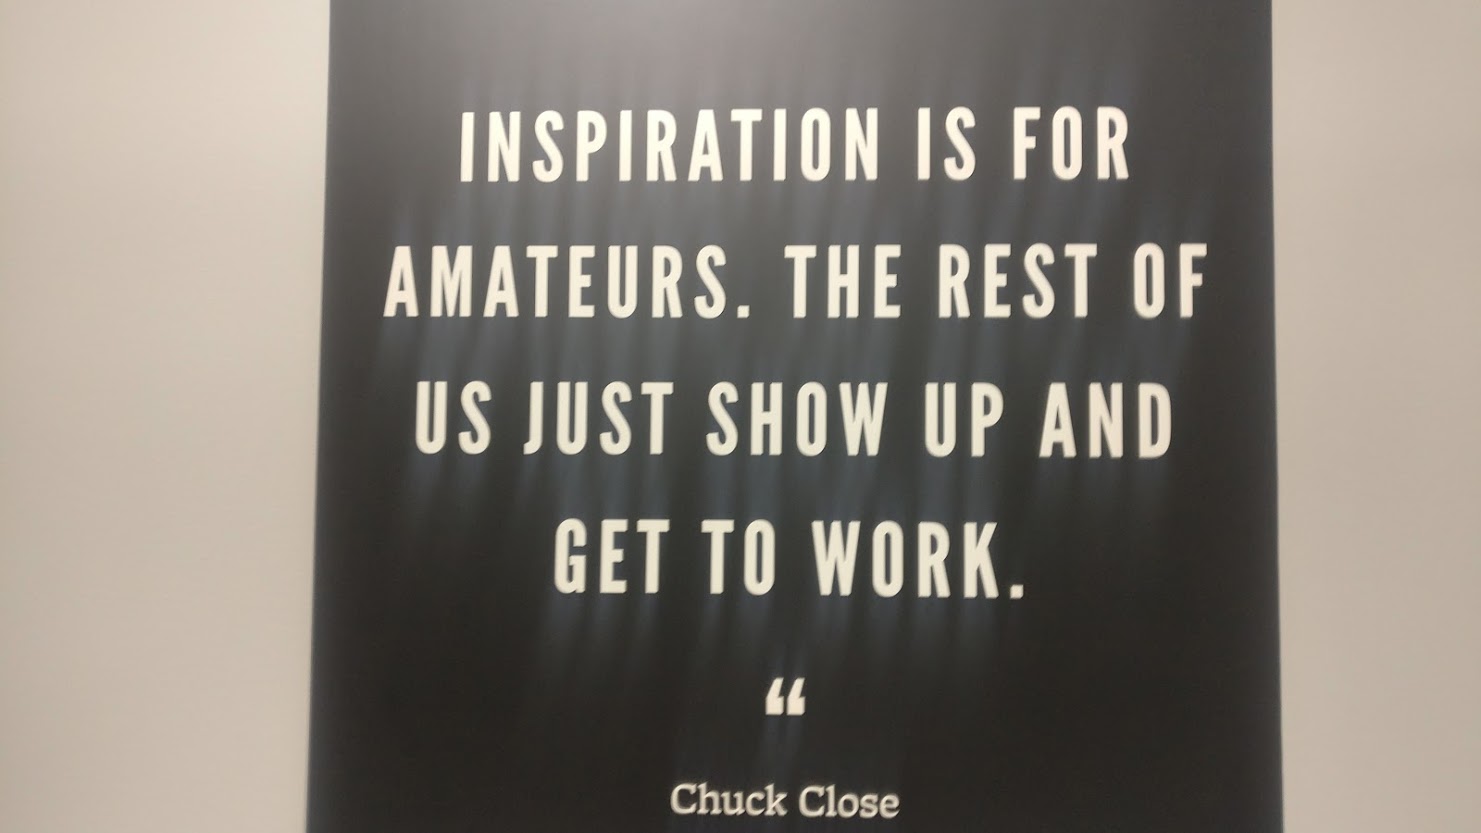 INSPIRATION IS FOR
AMATEURS. THE REST OF
US JUST SHOW UP AND
GET TO WORK.
“
Chuck Close